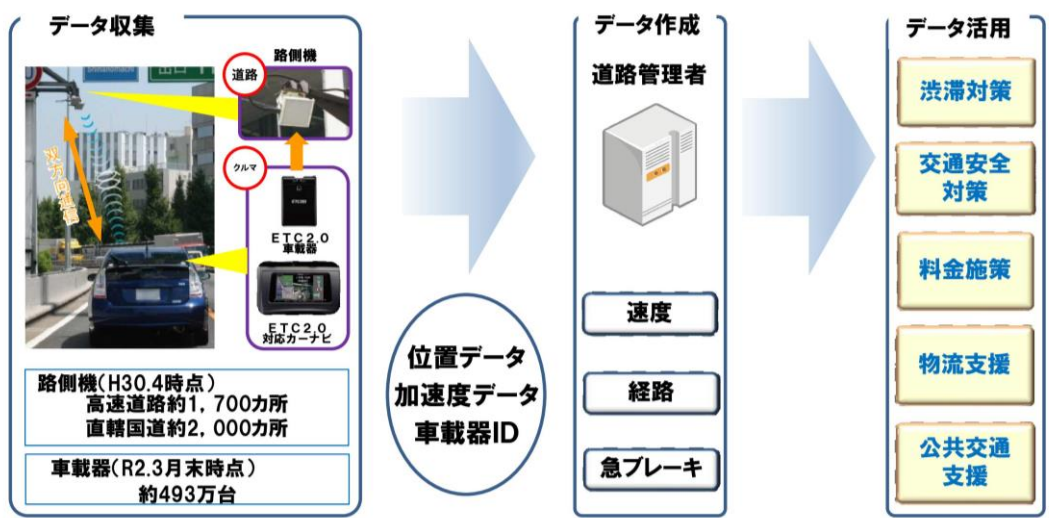 データ収集
道路
路側機
双方向通信
クルマ
ETC2.0
車載器
ETC2.0
対応カーナビ
路側機(H30.4時点)
高速道路約1,700カ所
直轄国道約2,000カ所
車載器(R2.3月末時点)
約493万台
位置データ
加速度データ
車載器ID
データ作成
道路管理者
速度
経路
急ブレーキ
データ活用
渋滞対策
交通安全
対策
料金施策
物流支援
公共交通
支援